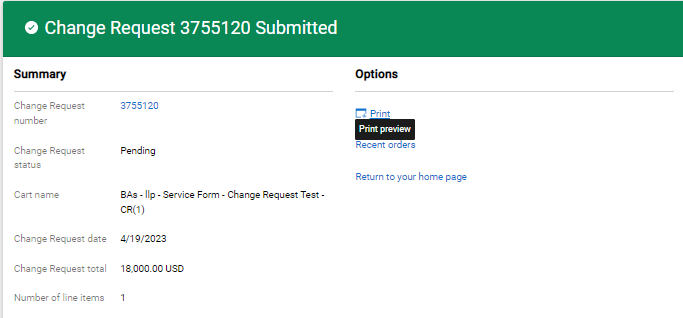 Change Request 3755120 Submitted
Summary
Change Request number
3755120
Change Request status
Pending
Cart name
BAs - llp - Service Form - Change Request Test -
CR(1)
Change Request date
4/19/2023
Change Request total
18,000.00 USD
Number of line items
1
Options
Print
Print preview
Recent orders
Return to your home page